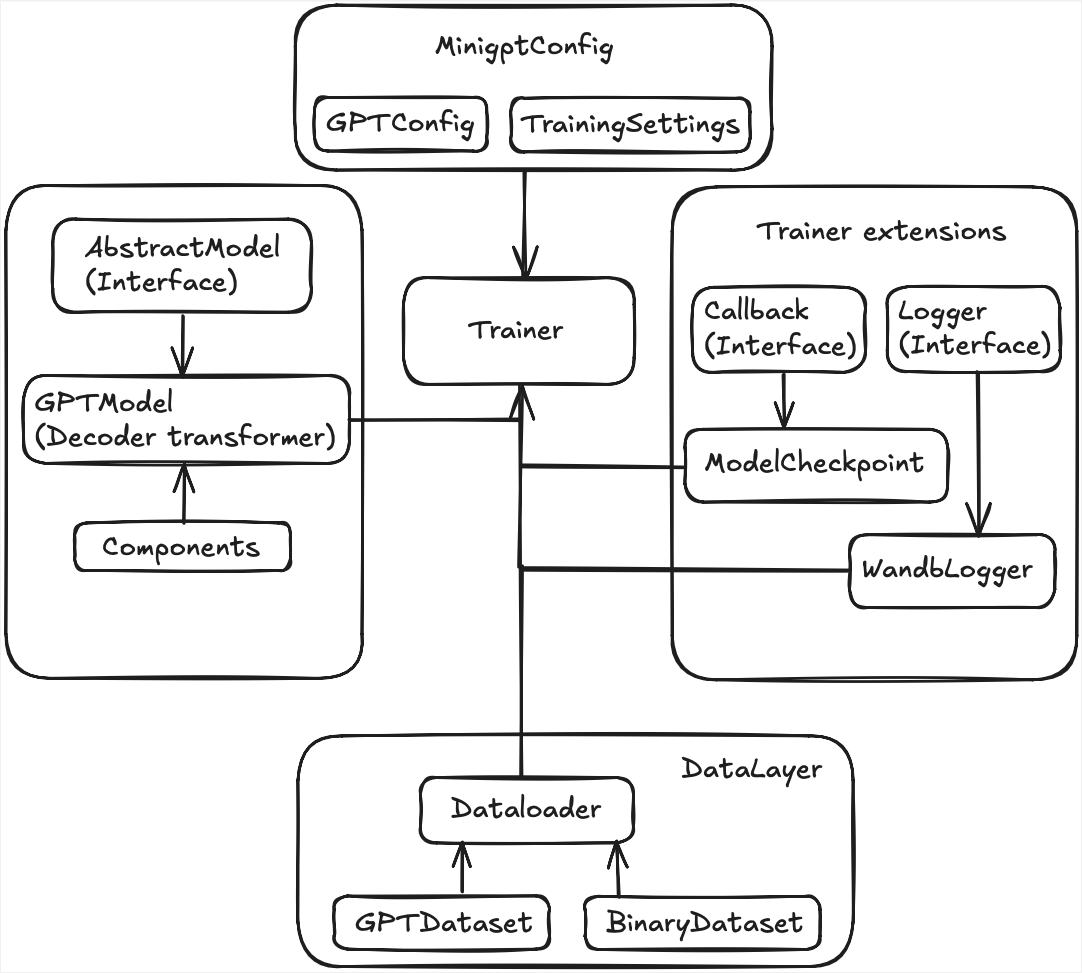 MinigptConfig
GPTConfig
TrainingSettings
AbstractModel
(Interface)
GPTModel
(Decoder transformer)
Components
Trainer
Trainer extensions
Callback
(Interface)
Logger
(Interface)
ModelCheckpoint
WandbLogger
DataLayer
Dataloader
GPTDataset
BinaryDataset